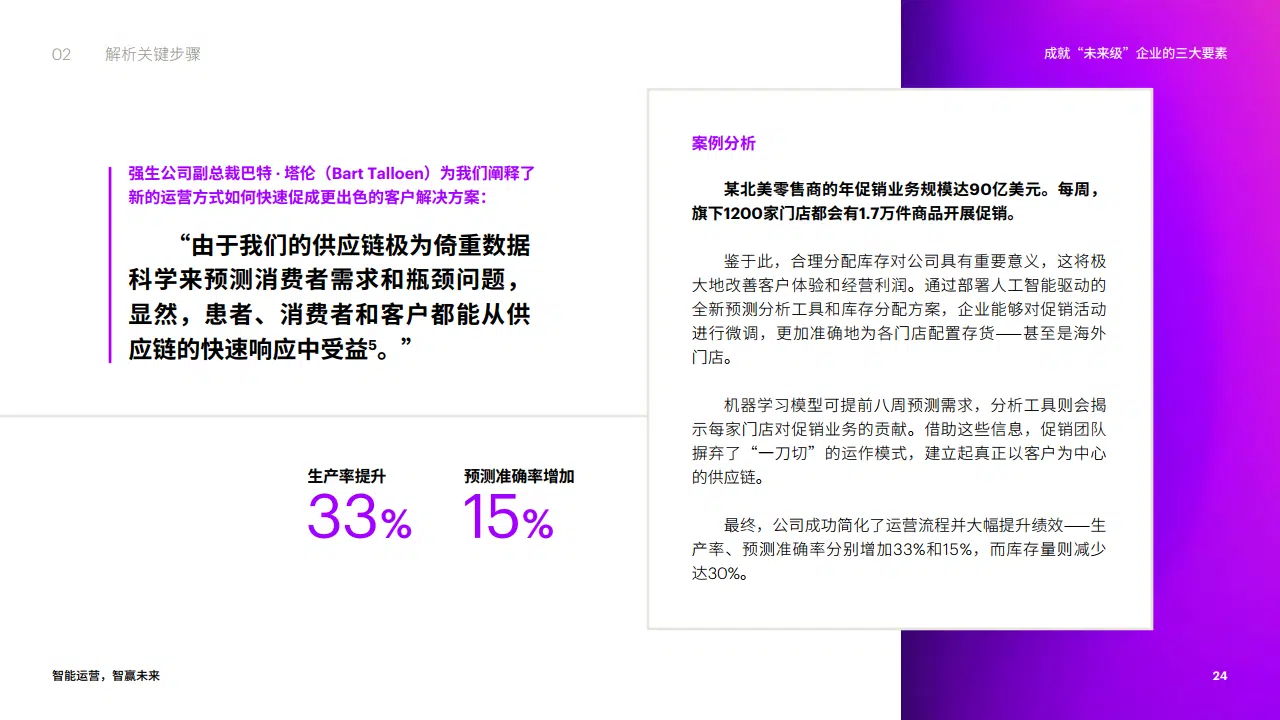 02 解析关键步骤
成就“未来级”企业的三大要素
强生公司副总裁巴特·塔伦（Bart Talloen）为我们阐释了
新的运营方式如何快速促成更出色的客户解决方案：
“由于我们的供应链极为倚重数据
科学来预测消费者需求和瓶颈问题，
显然，患者、消费者和客户都能从供
应链的快速响应中受益⁵。”
生产率提升
33%
预测准确率增加
15%
案例分析
某北美零售商的年促销业务规模达90亿美元。每周，
旗下1200家门店都会有1.7万件商品开展促销。
鉴于此，合理分配库存对公司具有重要意义，这将极
大地改善客户体验和经营利润。通过部署人工智能驱动的
全新预测分析工具和库存分配方案，企业能够对促销活动
进行微调，更加准确地为各门店配置存货——甚至是海外
门店。
机器学习模型可提前八周预测需求，分析工具则会揭
示每家门店对促销业务的贡献。借助这些信息，促销团队
摒弃了“一刀切”的运作模式，建立起真正以客户为中心
的供应链。
最终，公司成功简化了运营流程并大幅提升绩效——生
产率、预测准确率分别增加33%和15%，而库存量则减少
达30%。
智能运营，智赢未来
24